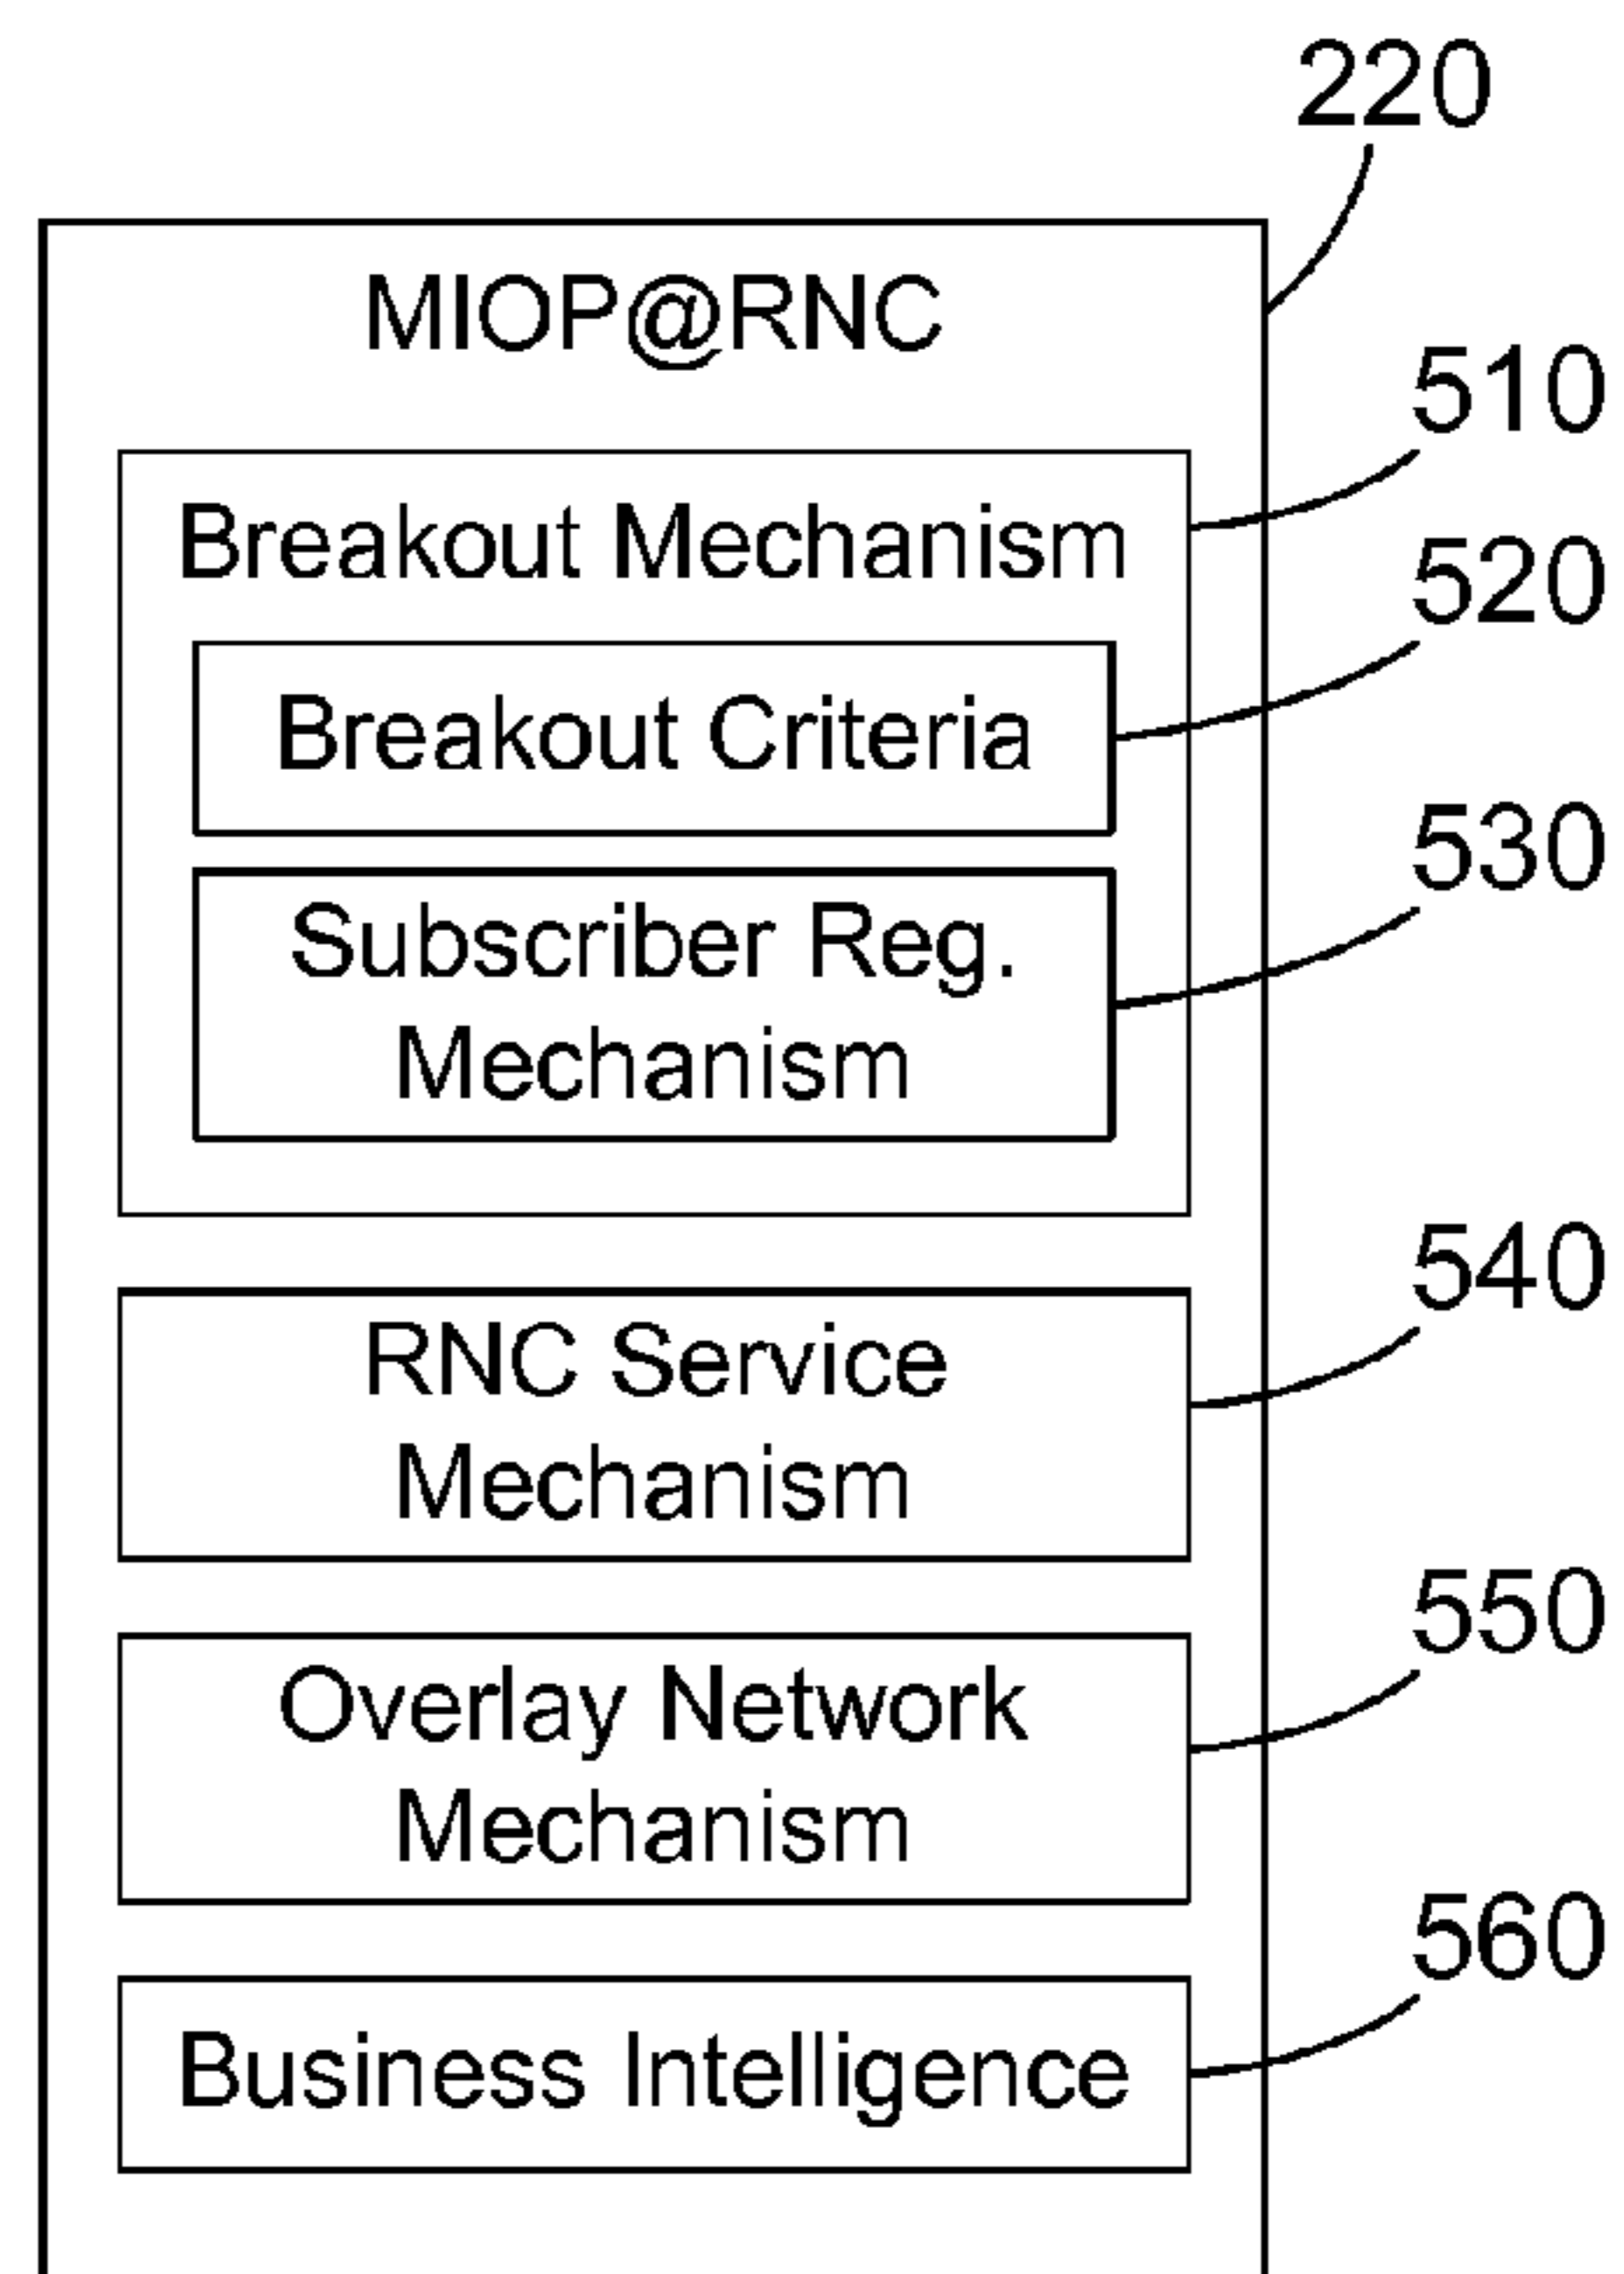 220
MIOP@RNC
510
Breakout Mechanism
520
Breakout Criteria
530
Subscriber Reg.
Mechanism
540
RNC Service
Mechanism
550
Overlay Network
Mechanism
560
Business Intelligence